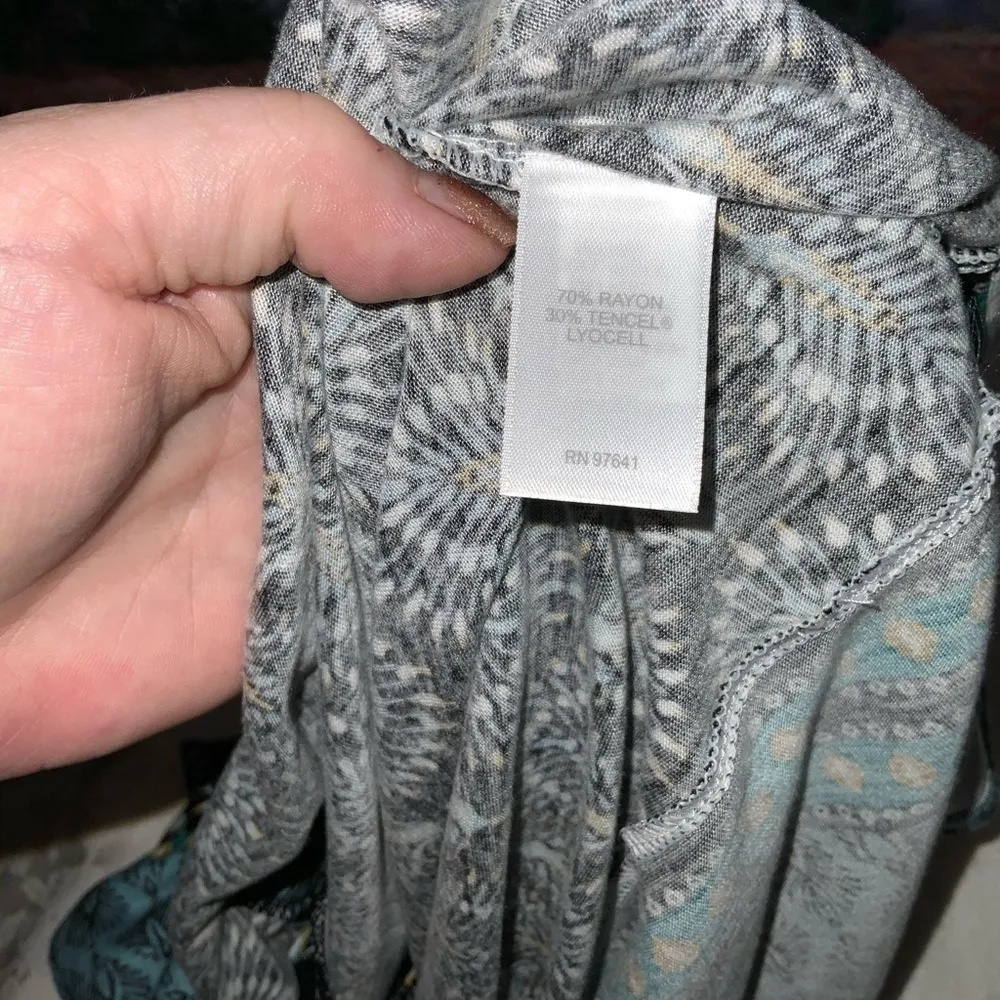 70% RAYON
30% TENCEL®
LYOCELL
RN 97641